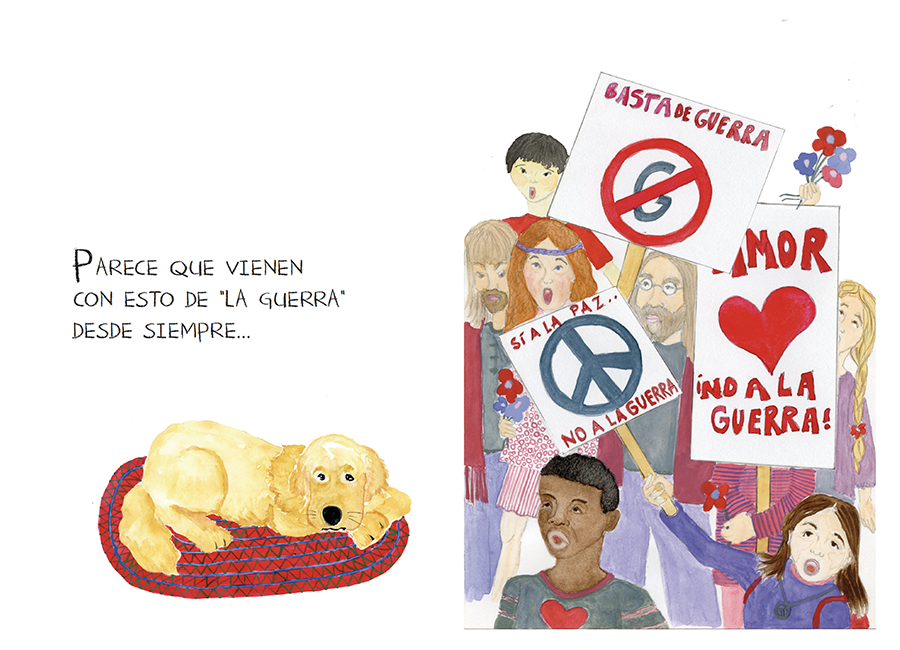 PARECE QUE VIENEN
CON ESTO DE "LA GUERRA"
DESDE SIEMPRE...
BASTA DE GUERRA
G
AMOR
¡NO A LA
GUERRA!
SÍ A LA PAZ..
NO A LA GUERRA